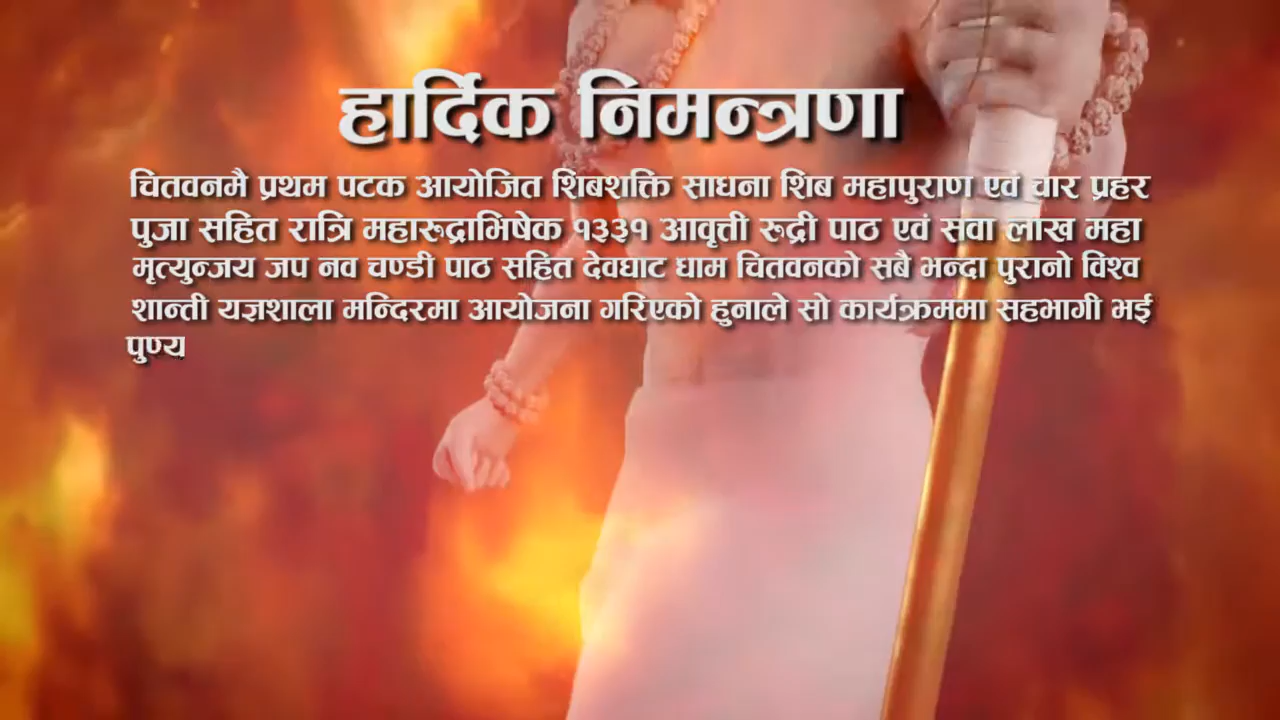 हार्दिक निमन्त्रणा
चितवनमै प्रथम पटक आयोजित शिबशक्ति साधना शिब महापुराण एवं चार प्रहर
पुजा सहित रात्रि महारुद्राभिषेक १३३१ आवृत्ती रुद्री पाठ एवं सवा लाख महा
मृत्युन्जय जप नव चण्डी पाठ सहित देवघाट धाम चितवनको सबै भन्दा पुरानो विश्व
शान्ती यज्ञशाला मन्दिरमा आयोजना गरिएको हुनाले सो कार्यक्रममा सहभागी भई
पुण्य